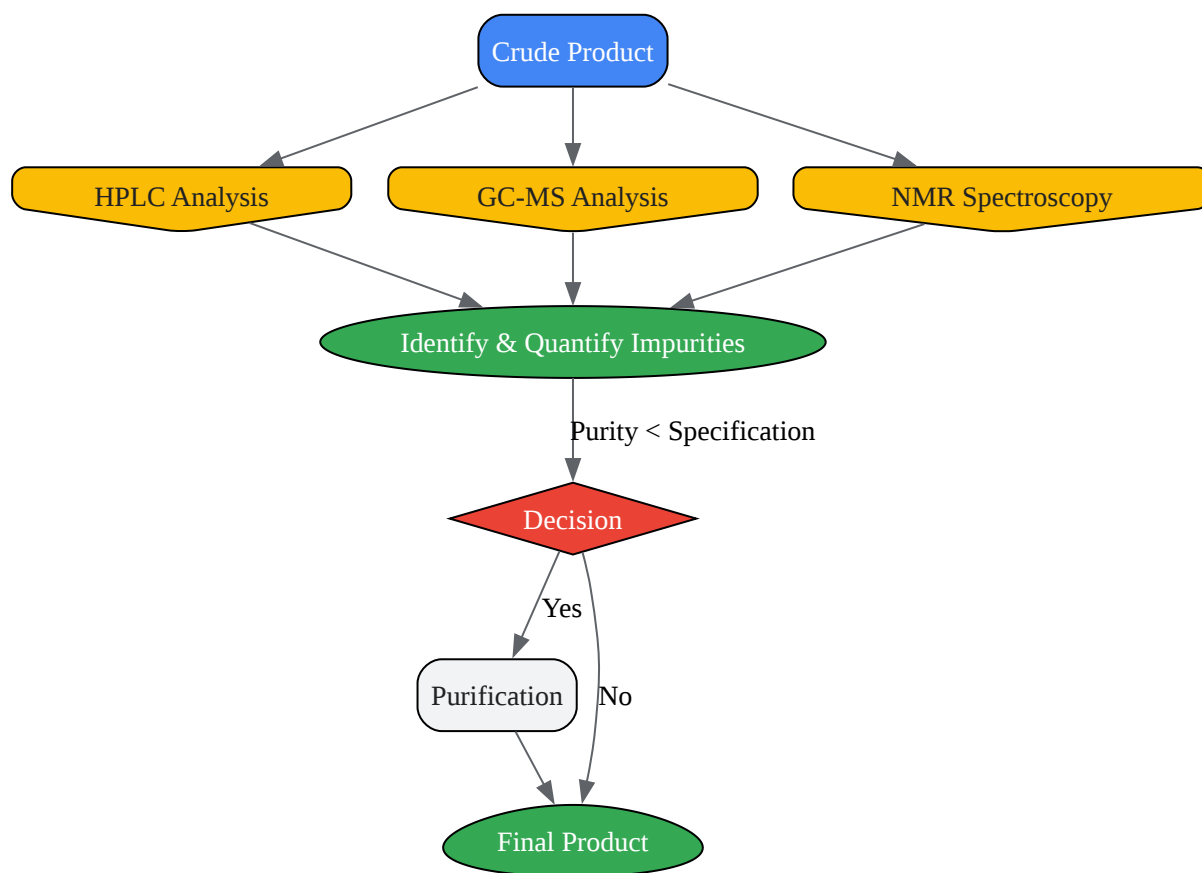 Crude Product
HPLC Analysis
GC-MS Analysis
NMR Spectroscopy
Identify & Quantify Impurities
Purity < Specification
Decision
Yes
Purification
No
Final Product